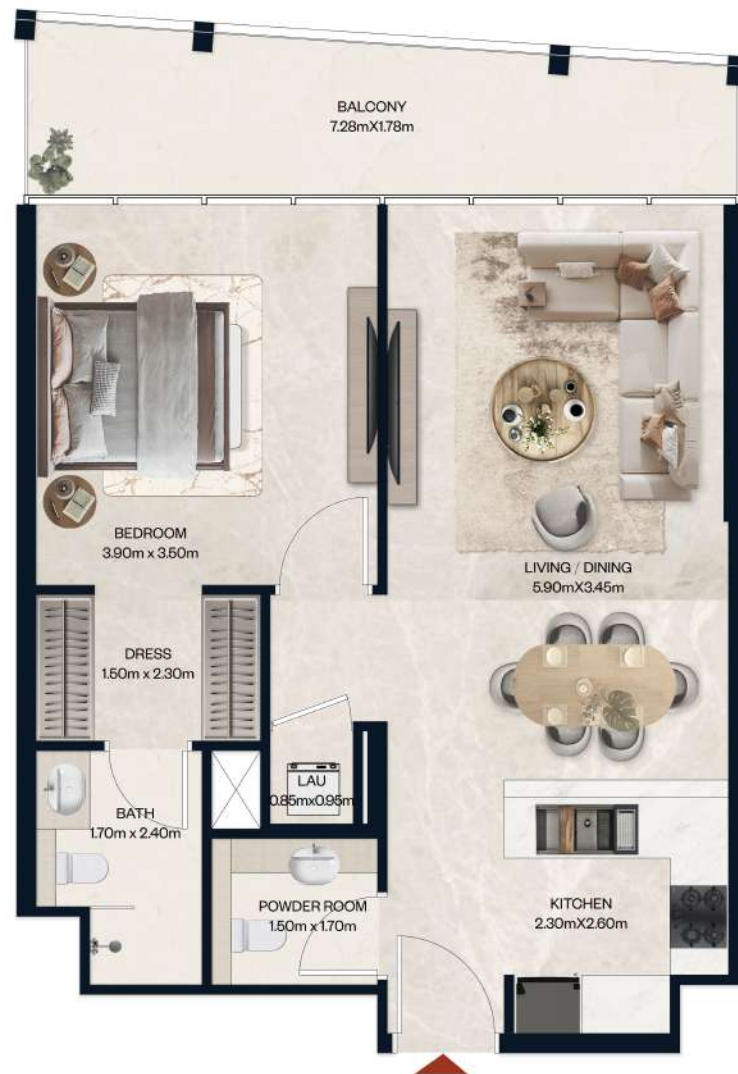 BALCONY
7.28mX1.78m
BEDROOM
3.90m x 3.50m
LIVING / DINING
5.90mX3.45m
DRESS
1.50m x 2.30m
LAU
0.85mx0.95m
BATH
1.70m x 2.40m
POWDER ROOM
1.50m x 1.70m
KITCHEN
2.30mX2.60m